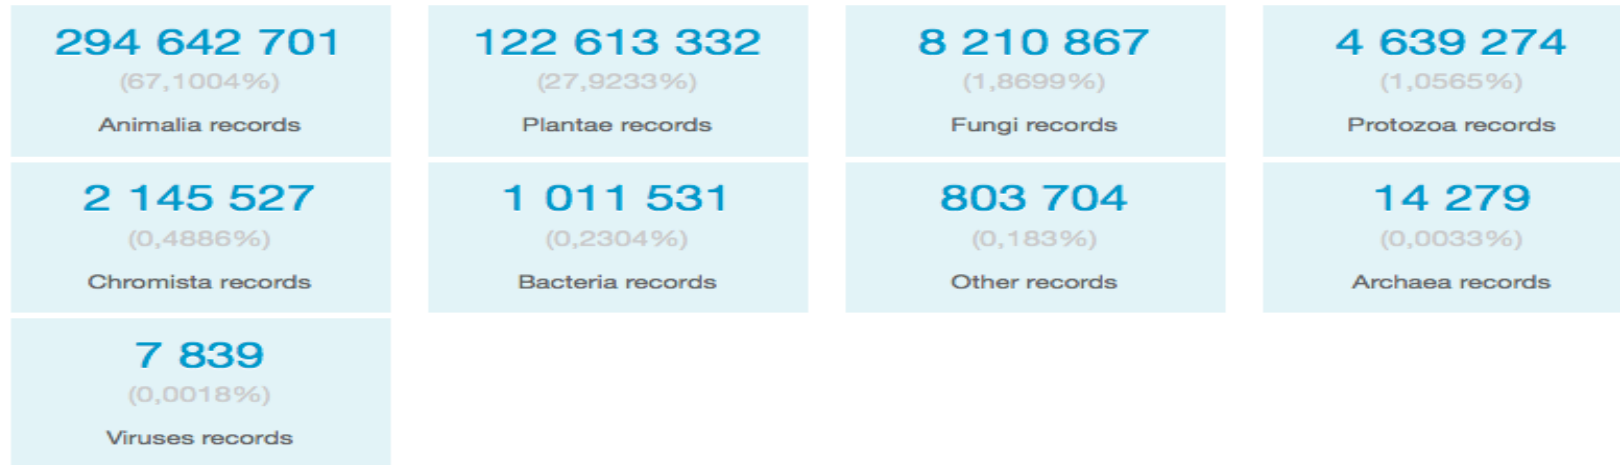 294 642 701
(67,1004%)
Animalia records
122 613 332
(27,9233%)
Plantae records
8 210 867
(1,8699%)
Fungi records
4 639 274
(1,0565%)
Protozoa records
2 145 527
(0,4886%)
Chromista records
1 011 531
(0,2304%)
Bacteria records
803 704
(0,183%)
Other records
14 279
(0,0033%)
Archaea records
7 839
(0,0018%)
Viruses records